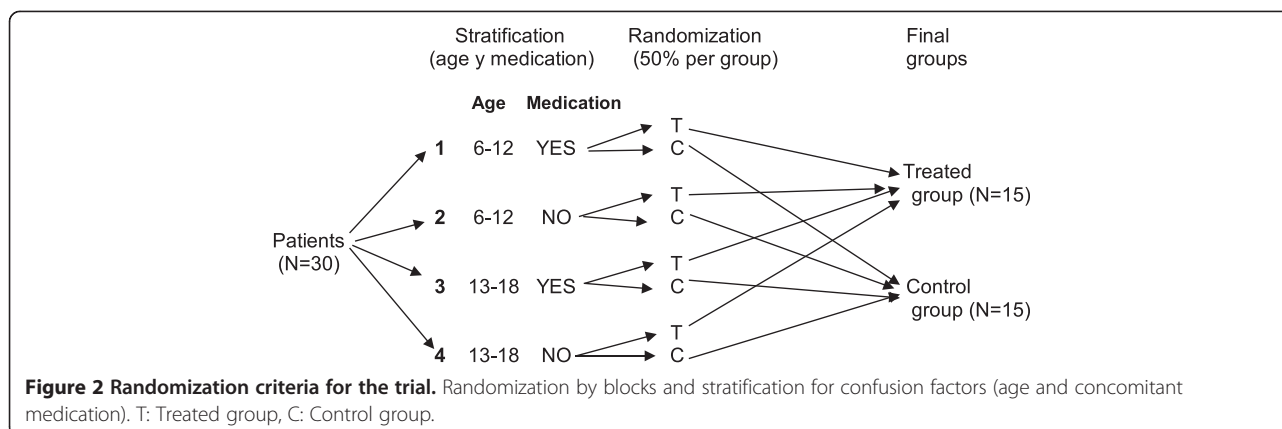 Stratification Randomization Final
(age y medication) (50% per group) groups
Age Medication
T
1 6-12 YES C
Treated
group (N=15)
T
2 6-12 NO C
Patients
(N=30)
T
3 13-18 YES C
Control
group (N=15)
T
4 13-18 NO C
Figure 2 Randomization criteria for the trial. Randomization by blocks and stratification for confusion factors (age and concomitant
medication). T: Treated group, C: Control group.